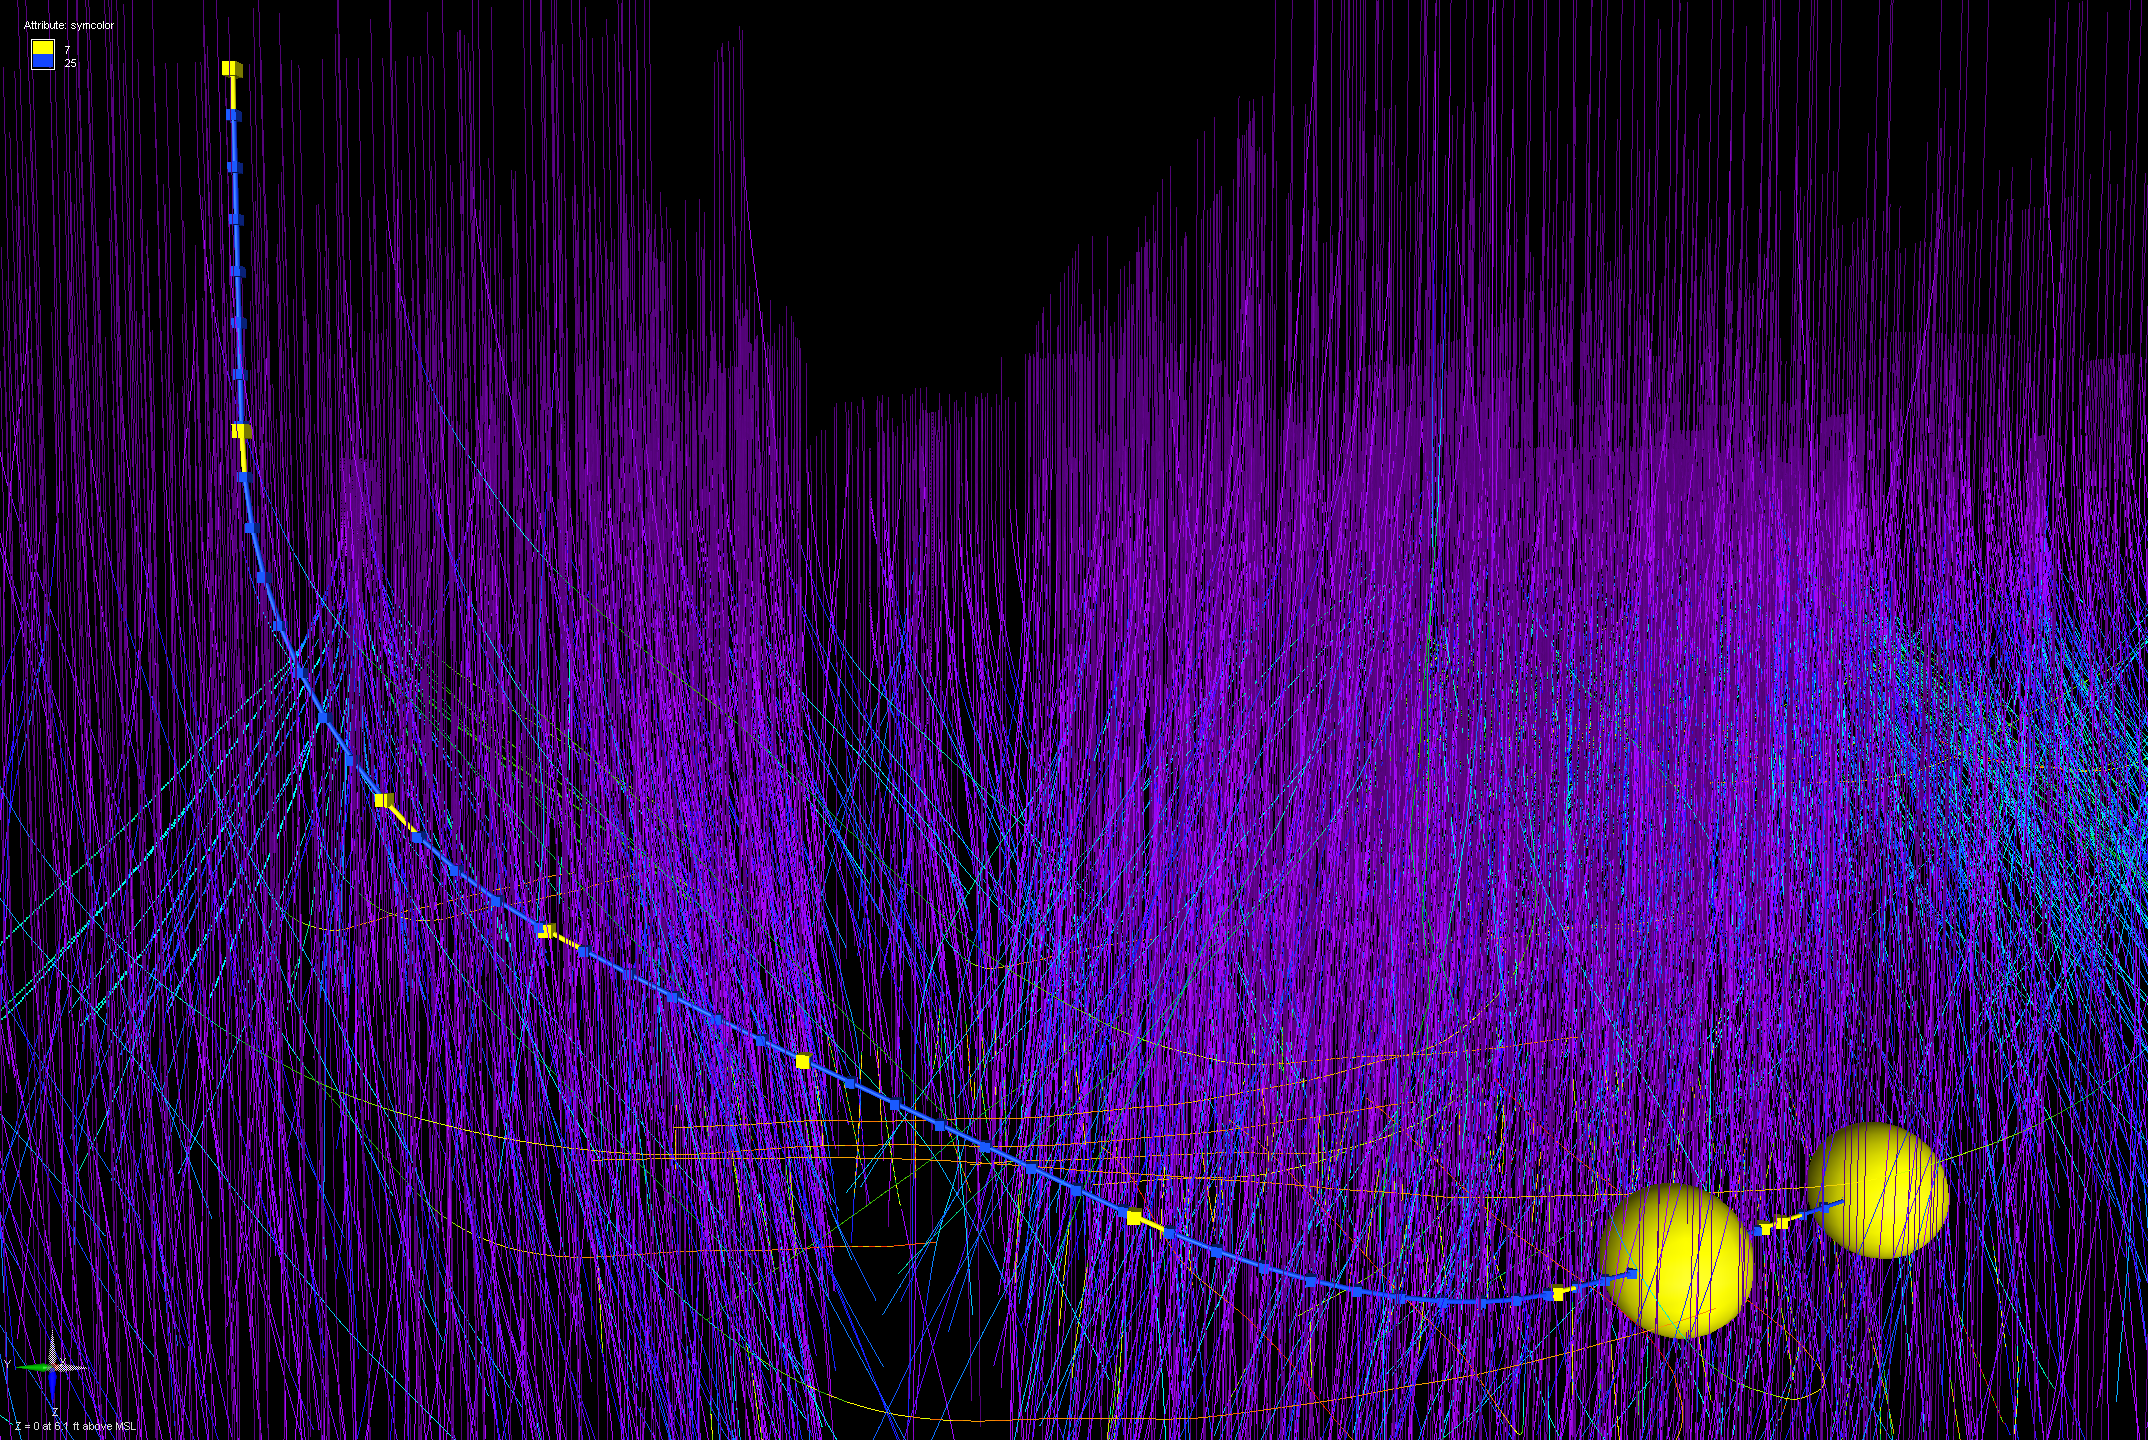 Attribute: symcolor
7
25
Y
Z
Z = 0 at 6.1 ft above MSL